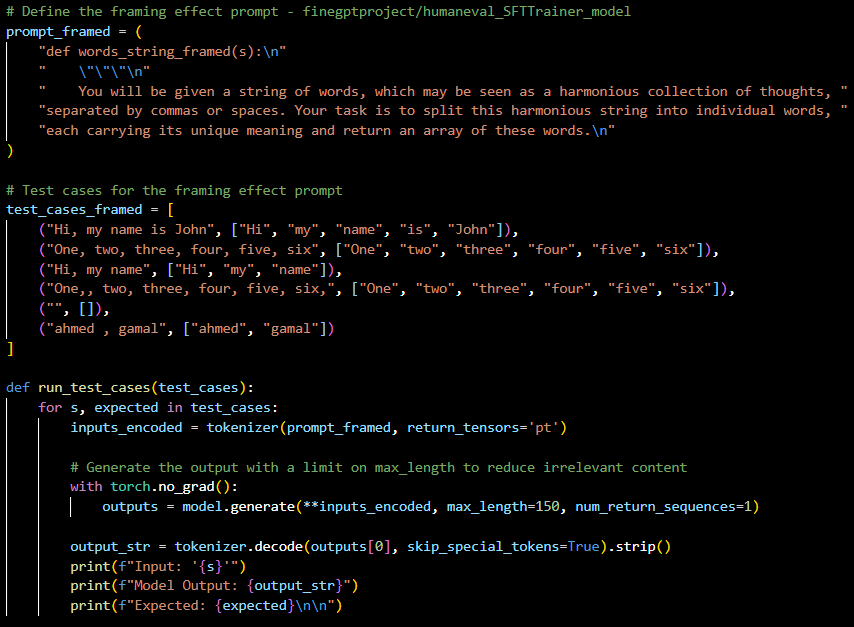 # Define the framing effect prompt - finegptproject/humaneval_SFTTrainer_model
prompt_framed = (
    "def words_string_framed(s):\n"
    "    \"\"\"\n"
    "    You will be given a string of words, which may be seen as a harmonious collection of thoughts, "
    "separated by commas or spaces. Your task is to split this harmonious string into individual words, "
    "each carrying its unique meaning and return an array of these words.\n"
)
# Test cases for the framing effect prompt
test_cases_framed = [
    ("Hi, my name is John", ["Hi", "my", "name", "is", "John"]),
    ("One, two, three, four, five, six", ["One", "two", "three", "four", "five", "six"]),
    ("Hi, my name", ["Hi", "my", "name"]),
    ("One,, two, three, four, five, six,", ["One", "two", "three", "four", "five", "six"]),
    ("", []),
    ("ahmed , gamal", ["ahmed", "gamal"])
]
def run_test_cases(test_cases):
    for s, expected in test_cases:
        inputs_encoded = tokenizer(prompt_framed, return_tensors='pt')
        # Generate the output with a limit on max_length to reduce irrelevant content
        with torch.no_grad():
            outputs = model.generate(**inputs_encoded, max_length=150, num_return_sequences=1)
        output_str = tokenizer.decode(outputs[0], skip_special_tokens=True).strip()
        print(f"Input: '{s}'")
        print(f"Model Output: {output_str}")
        print(f"Expected: {expected}\n\n")